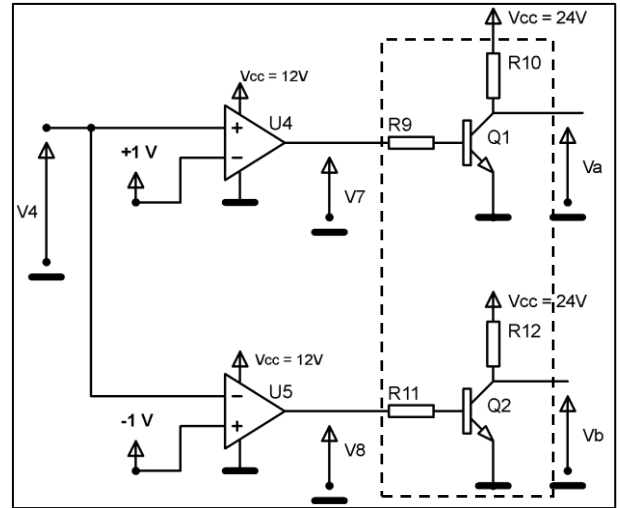 Vcc = 24V
R10
Vcc = 12V
U4
+
R9
Q1
+1 V
−
V4
V7
Va
Vcc = 24V
R12
Vcc = 12V
U5
−
R11
Q2
-1 V
+
V8
Vb